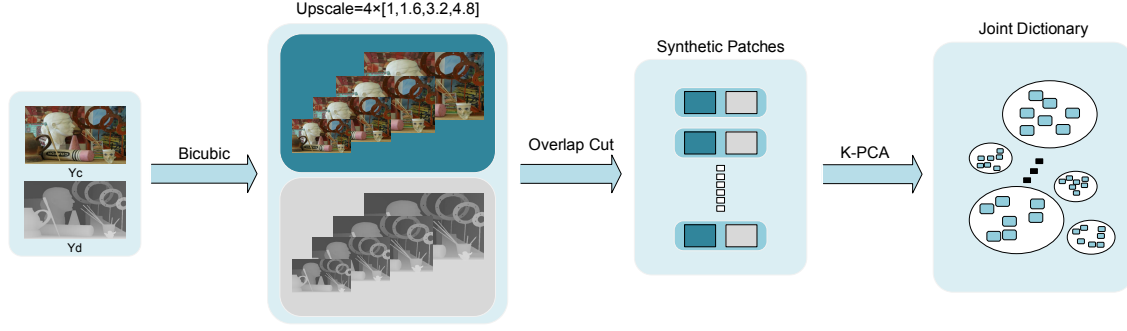 Upscale=4×[1,1.6,3.2,4.8]
Synthetic Patches
Joint Dictionary
Bicubic
Overlap Cut
K-PCA
Yc
Yd